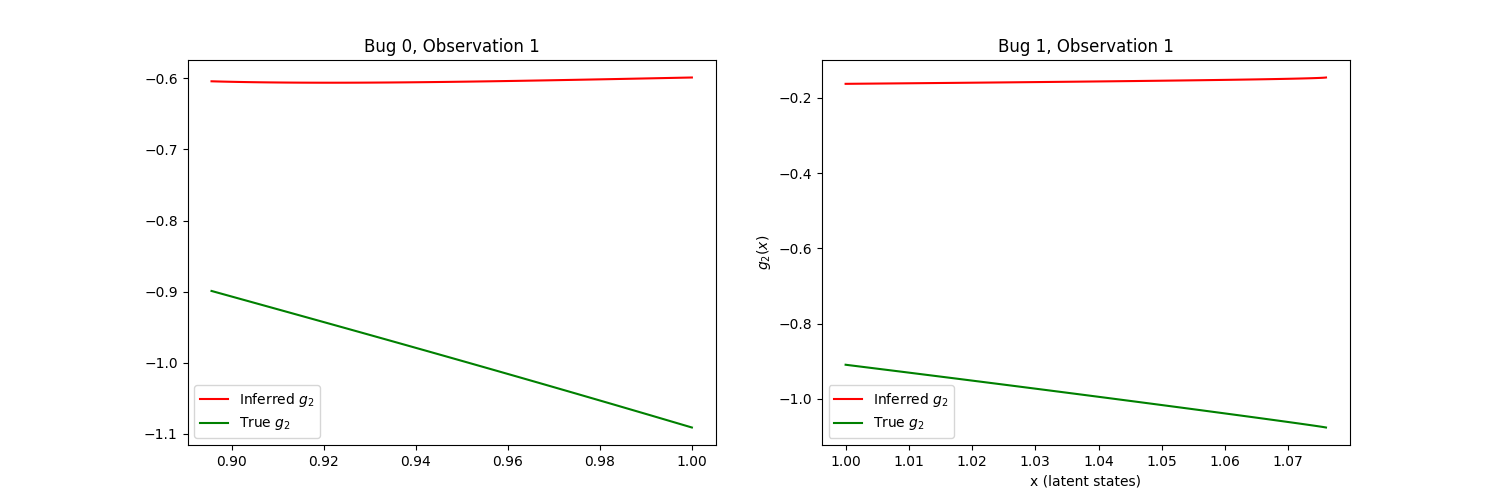 Bug 0, Observation 1
−0.6
−0.7
−0.8
−0.9
−1.0
−1.1
Inferred g₂
True g₂
0.90 0.92 0.94 0.96 0.98 1.00
Bug 1, Observation 1
g₂(x)
−0.2
−0.4
−0.6
−0.8
−1.0
Inferred g₂
True g₂
1.00 1.01 1.02 1.03 1.04 1.05 1.06 1.07
x (latent states)